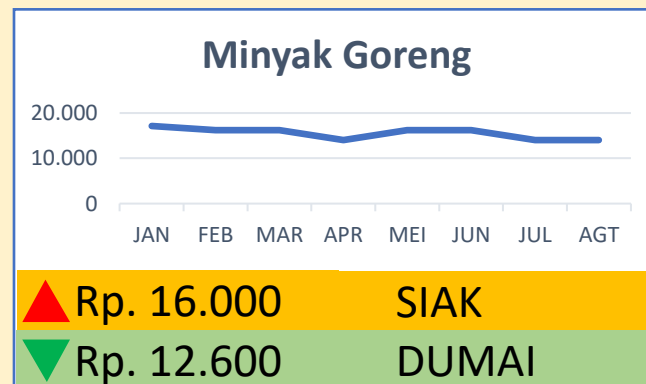 Minyak Goreng
20.000
10.000
0
JAN FEB MAR APR MEI JUN JUL AGT
Rp. 16.000 SIAK
Rp. 12.600 DUMAI